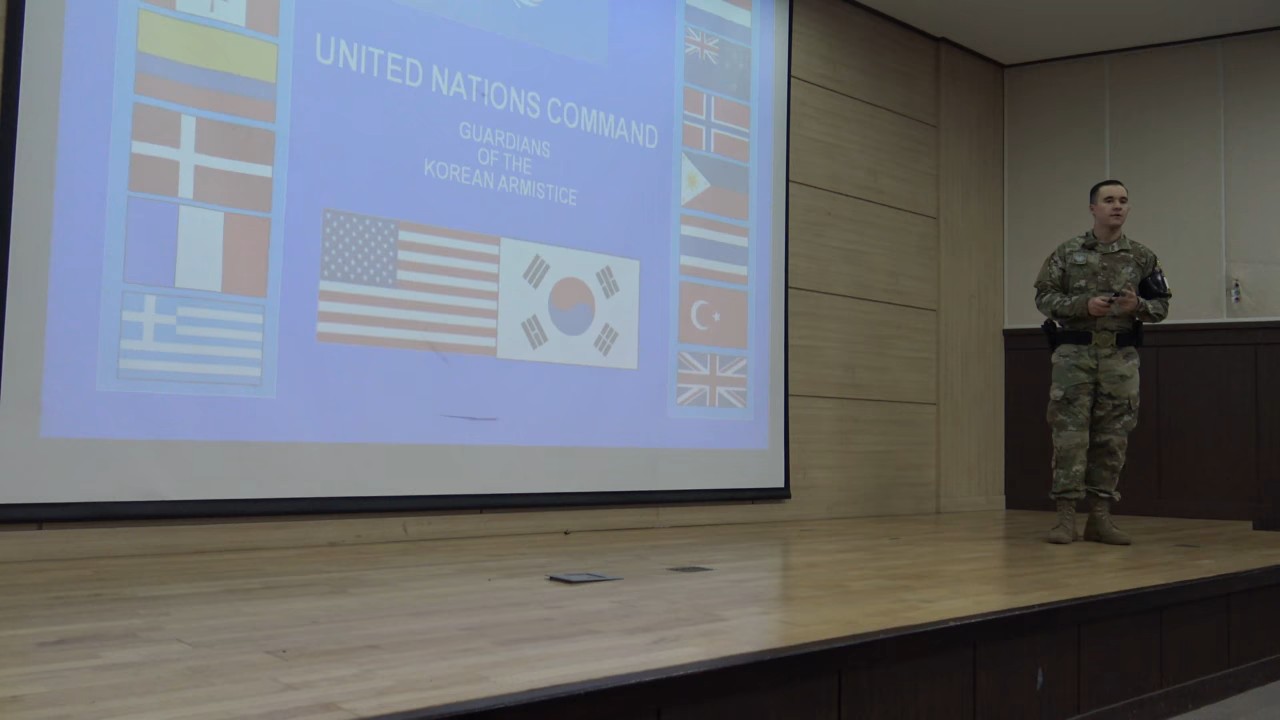 UNITED NATIONS COMMAND
GUARDIANS
OF THE
KOREAN ARMISTICE